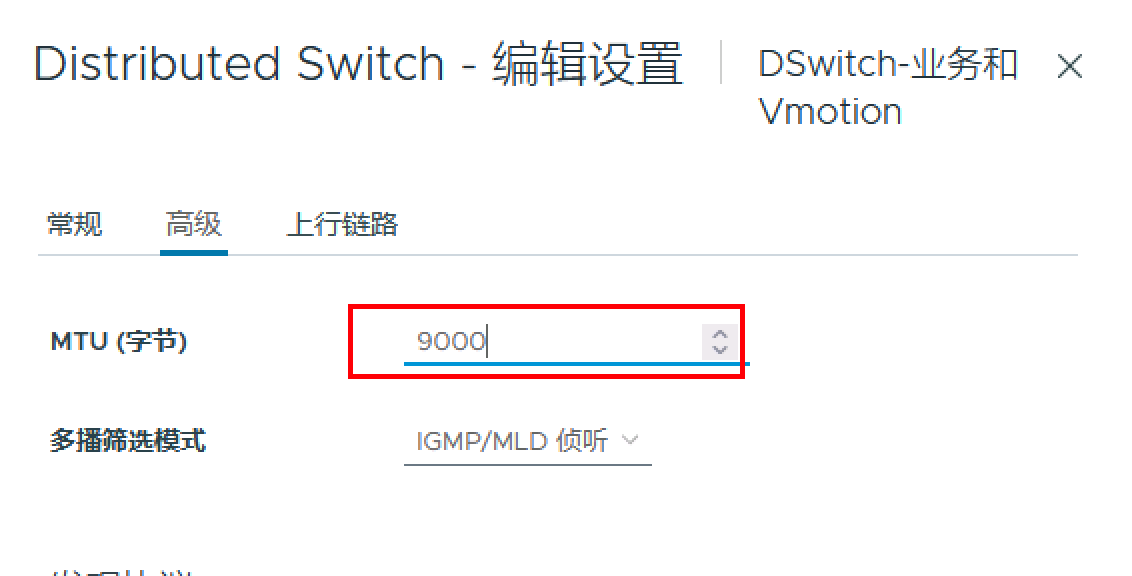 Distributed Switch - 编辑设置
DSwitch-业务和
Vmotion
常规 高级 上行链路
MTU (字节) 9000
多播筛选模式 IGMP/MLD 侦听